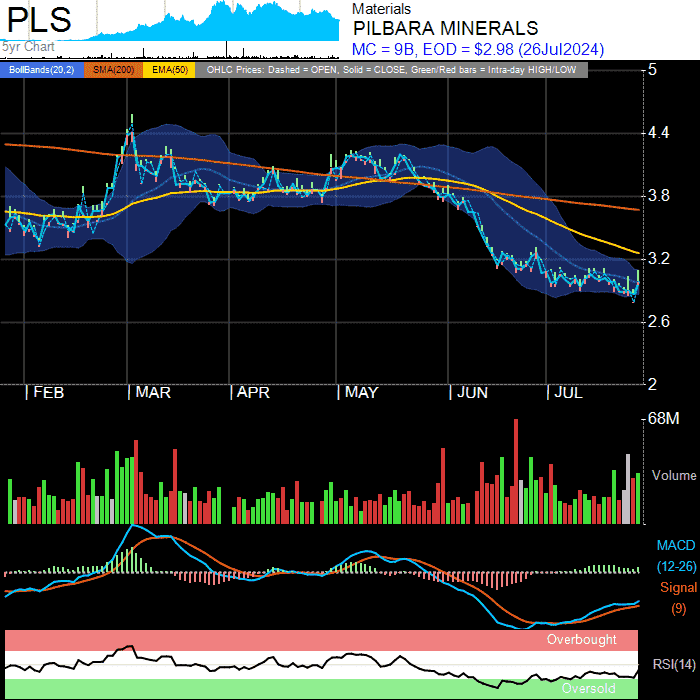 PLS
5yr Chart
Materials
PILBARA MINERALS
MC = 9B, EOD = $2.98 (26Jul2024)
BollBands(20,2) SMA(200) EMA(50) OHLC Prices: Dashed = OPEN, Solid = CLOSE, Green/Red bars = Intra-day HIGH/LOW
5
4.4
3.8
3.2
2.6
2
FEB MAR APR MAY JUN JUL
68M
Volume
MACD
(12-26)
Signal
(9)
Overbought
RSI(14)
Oversold